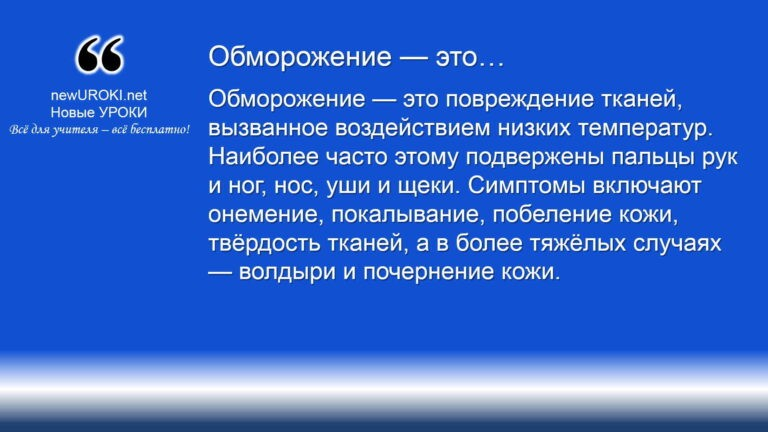 ❝
newUROKI.net
Новые УРОКИ
Всё для учителя – всё бесплатно!
Обморожение — это…
Обморожение — это повреждение тканей,
вызванное воздействием низких температур.
Наиболее часто этому подвержены пальцы рук
и ног, нос, уши и щеки. Симптомы включают
онемение, покалывание, побеление кожи,
твёрдость тканей, а в более тяжёлых случаях
— волдыри и почернение кожи.